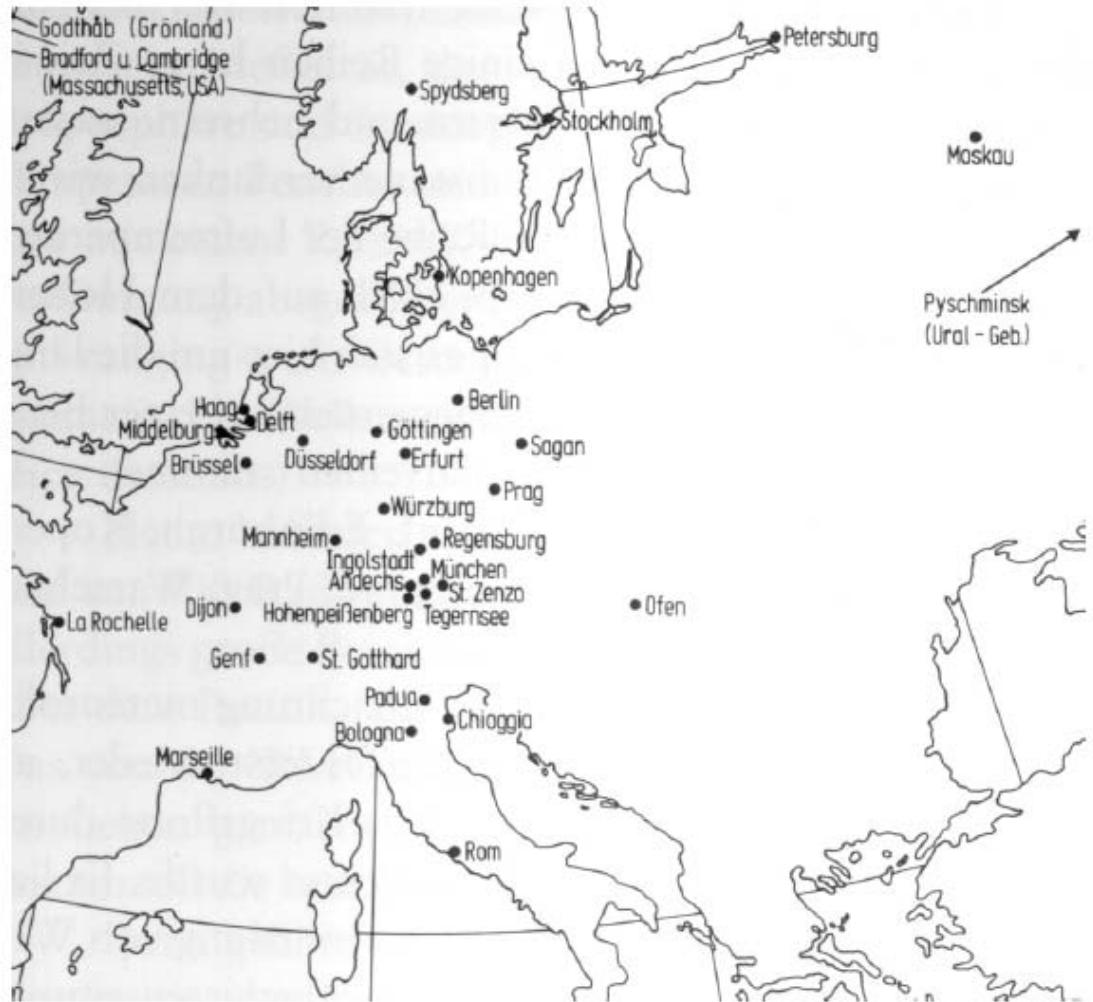 Godthåb (Grönland)
Bradford u. Cambridge
(Massachusetts, USA)
Petersburg
Spydsberg
Stockholm
Moskau
Kopenhagen
Pyschminsk
(Ural - Geb.)
Berlin
Haag
Delft
Middelburg
Göttingen
Sagan
Düsseldorf
Erfurt
Brüssel
Prag
Würzburg
Mannheim
Regensburg
Ingolstadt
München
Andechs
St. Zenzo
Hohenpeißenberg
Tegernsee
Ofen
Dijon
La Rochelle
Genf
St. Gotthard
Padua
Chioggia
Bologna
Marseille
Rom